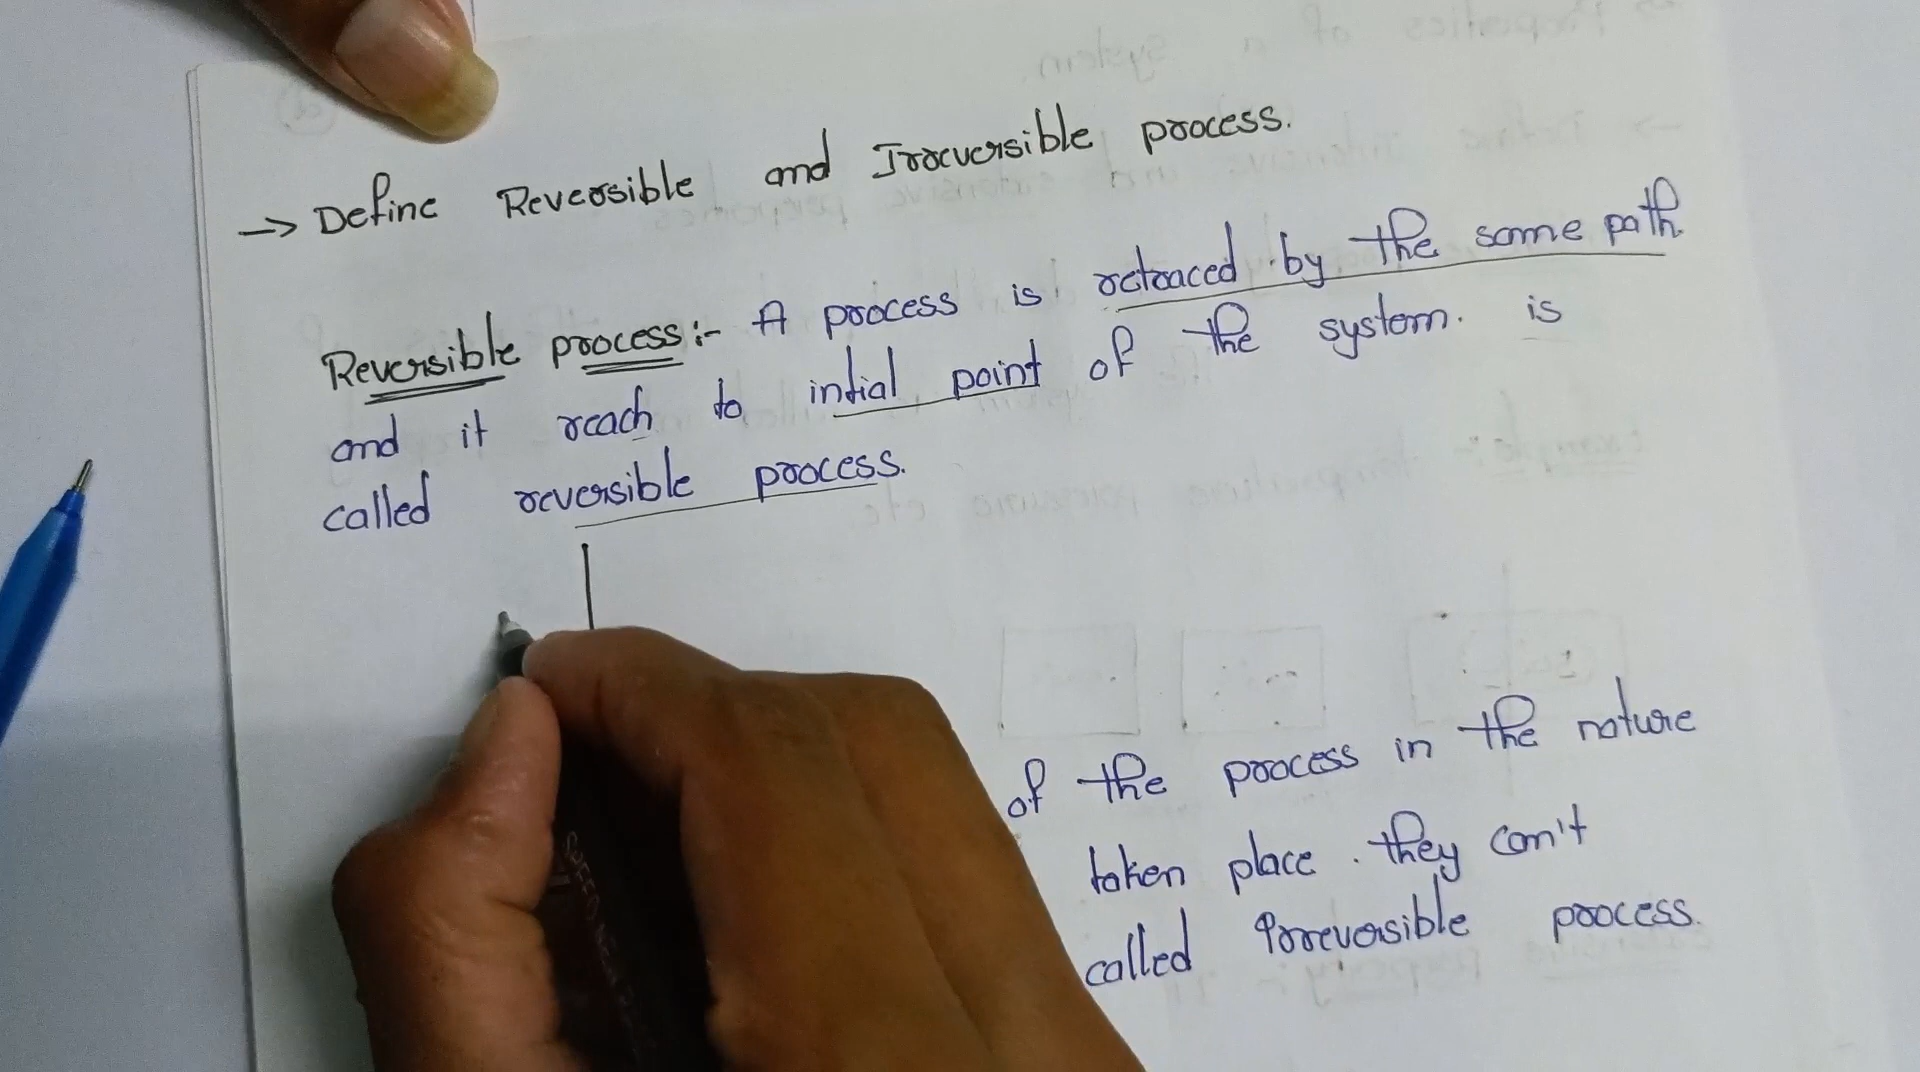 → Define Reversible and Irreversible process.
Reversible process:- A process is retraced by the same path
and it reach to intial point of the system. is
called reversible process.
of the process in the nature
taken place. they can't
called Irreversible process.